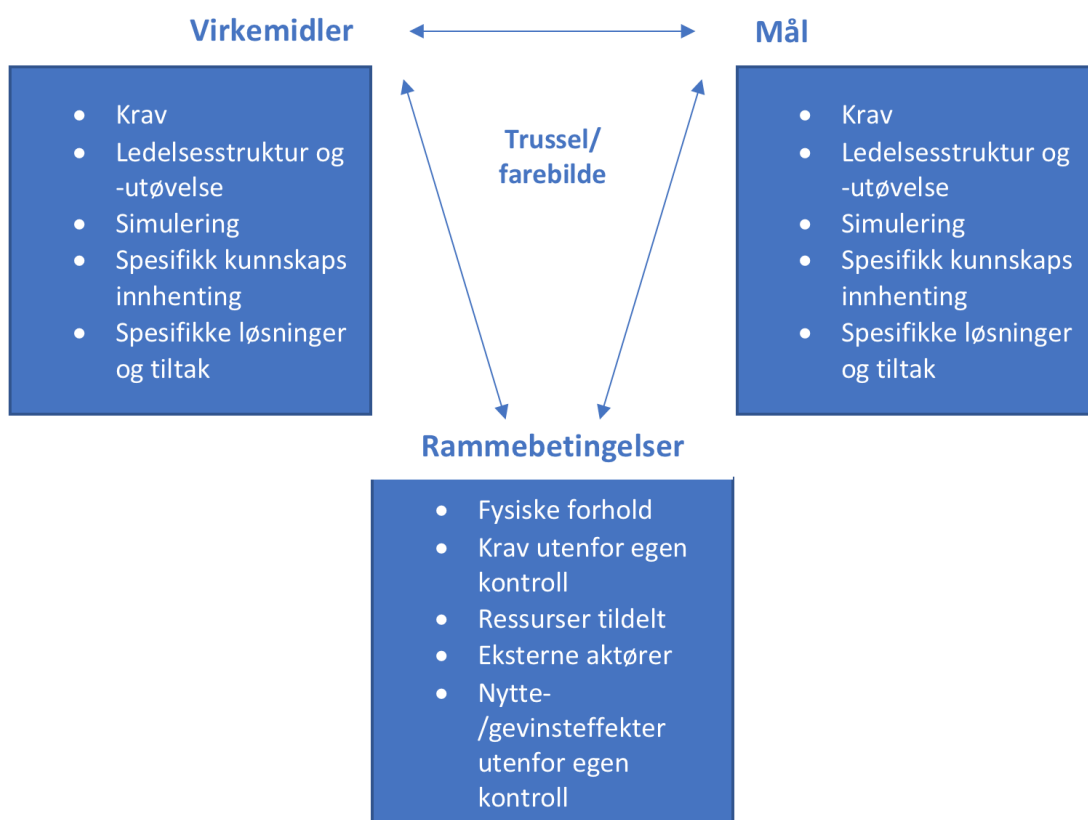 Virkemidler
• Krav
• Ledelsesstruktur og
-utøvelse
• Simulering
• Spesifikk kunnskaps
innhenting
• Spesifikke løsninger
og tiltak
Trussel/
farebilde
Mål
• Krav
• Ledelsesstruktur og
-utøvelse
• Simulering
• Spesifikk kunnskaps
innhenting
• Spesifikke løsninger
og tiltak
Rammebetingelser
• Fysiske forhold
• Krav utenfor egen
kontroll
• Ressurser tildelt
• Eksterne aktører
• Nytte-
/gevinsteffekter
utenfor egen
kontroll